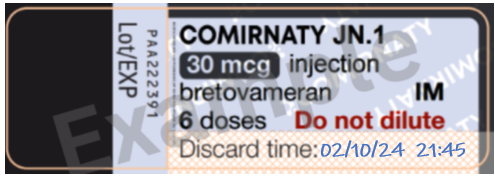 Lot/EXP
PAA222391
COMIRNATY JN.1
30 mcg injection
bretovameran IM
6 doses Do not dilute
Discard time: 02/10/24 21:45
Example